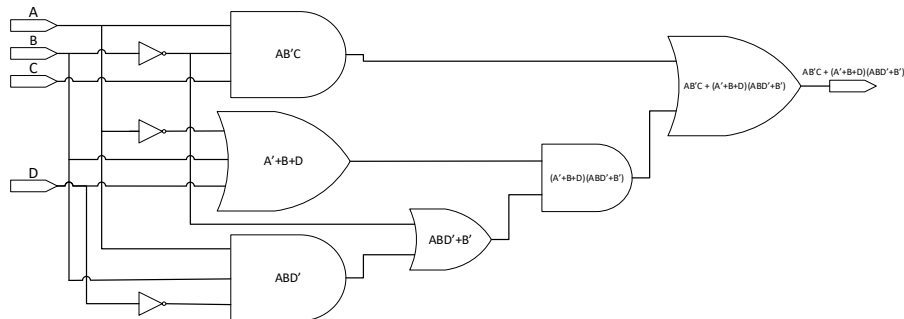 A
B
C
D
AB'C
A'+B+D
ABD'
ABD'+B'
(A'+B+D)(ABD'+B')
AB'C + (A'+B+D)(ABD'+B')
AB'C + (A'+B+D)(ABD'+B')